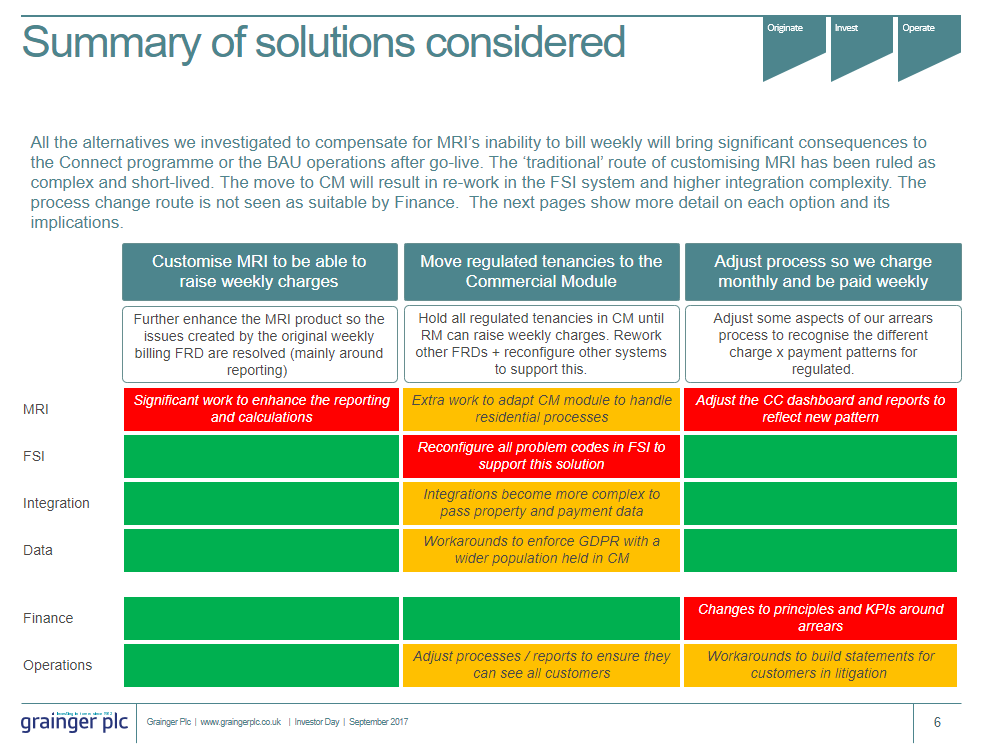 Summary of solutions considered
Originate
Invest
Operate
All the alternatives we investigated to compensate for MRI’s inability to bill weekly will bring significant consequences to
the Connect programme or the BAU operations after go-live. The ‘traditional’ route of customising MRI has been ruled as
complex and short-lived. The move to CM will result in re-work in the FSI system and higher integration complexity. The
process change route is not seen as suitable by Finance.  The next pages show more detail on each option and its
implications.
Customise MRI to be able to
raise weekly charges
Move regulated tenancies to the
Commercial Module
Adjust process so we charge
monthly and be paid weekly
Further enhance the MRI product so the
issues created by the original weekly
billing FRD are resolved (mainly around
reporting)
Hold all regulated tenancies in CM until
RM can raise weekly charges. Rework
other FRDs + reconfigure other systems
to support this.
Adjust some aspects of our arrears
process to recognise the different
charge x payment patterns for
regulated.
MRI
Significant work to enhance the reporting
and calculations
Extra work to adapt CM module to handle
residential processes
Adjust the CC dashboard and reports to
reflect new pattern
FSI
Reconfigure all problem codes in FSI to
support this solution
Integration
Integrations become more complex to
pass property and payment data
Data
Workarounds to enforce GDPR with a
wider population held in CM
Finance
Changes to principles and KPIs around
arrears
Operations
Adjust processes / reports to ensure they
can see all customers
Workarounds to build statements for
customers in litigation
grainger plc
Grainger Plc | www.graingerplc.co.uk | Investor Day | September 2017
6